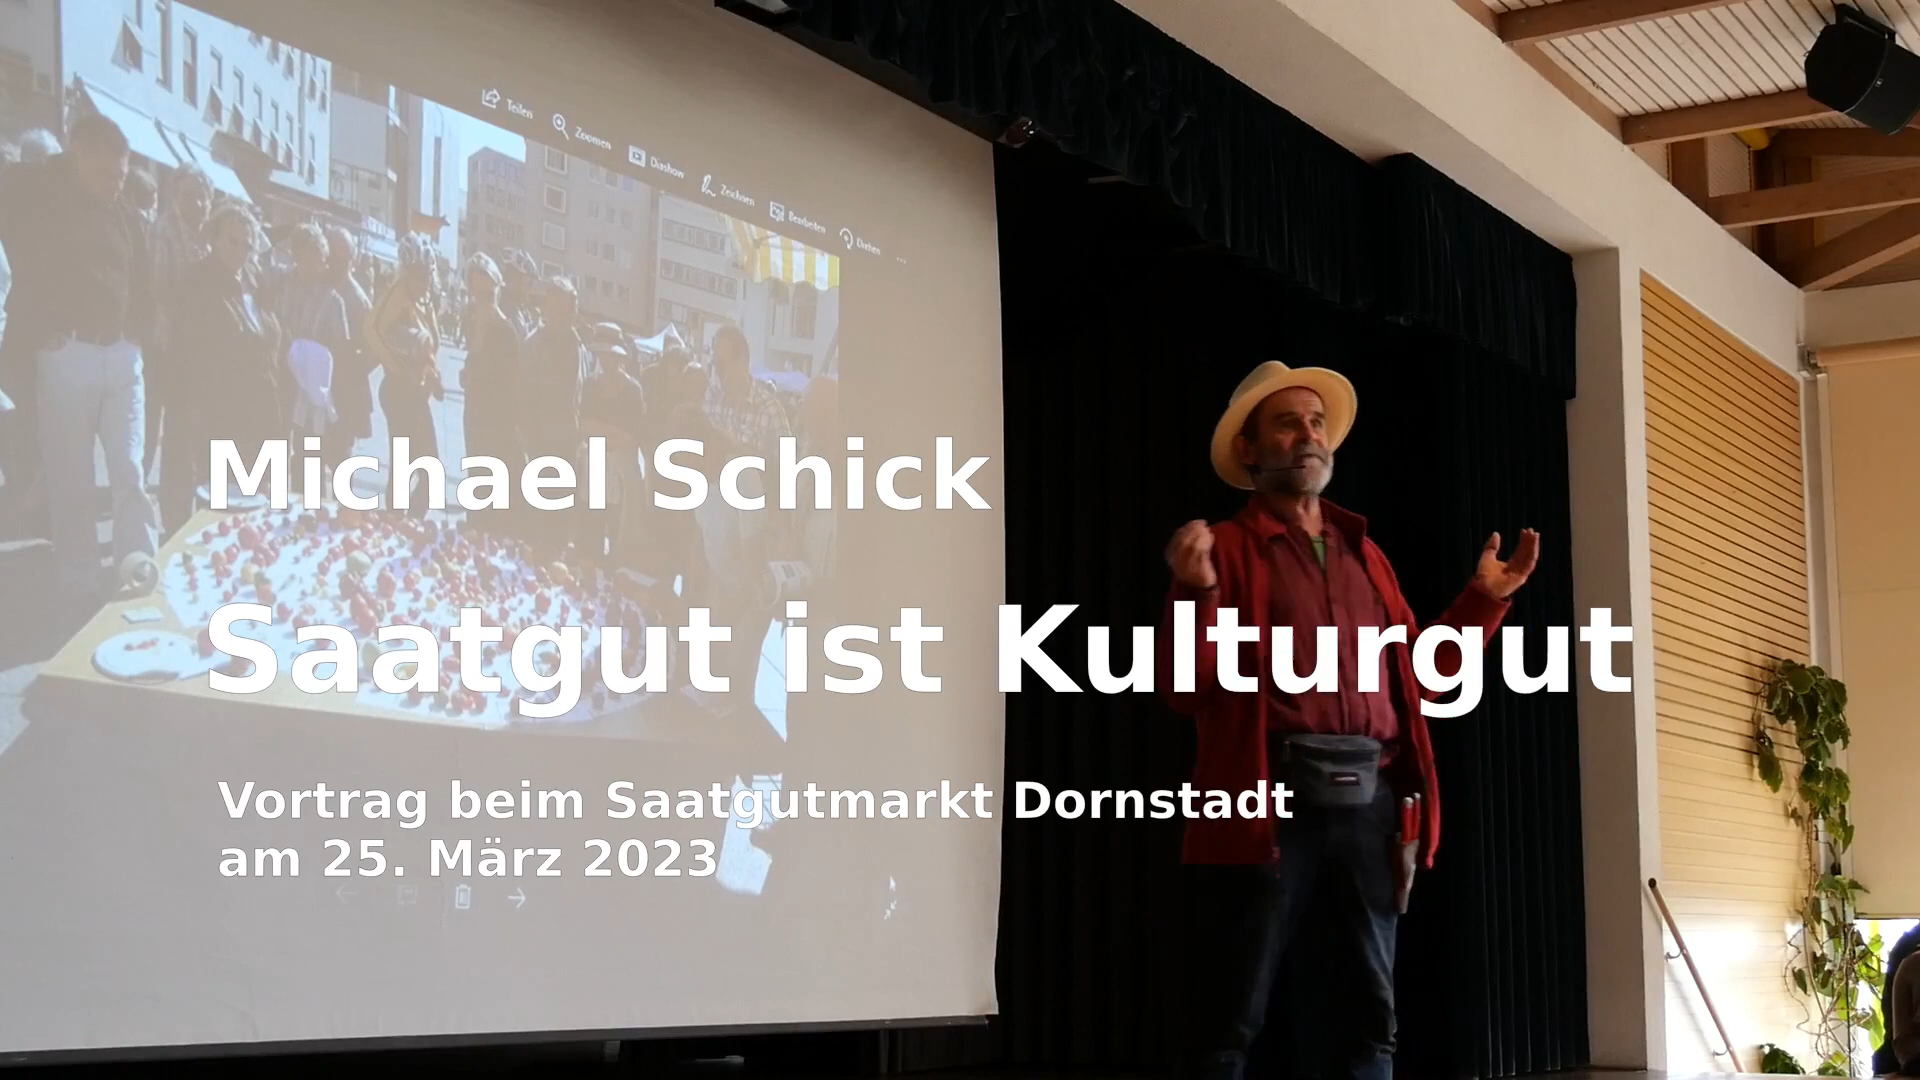 Teilen Zoomen Diashow Zeichnen Bearbeiten Drehen ...
Michael Schick
Saatgut ist Kulturgut
Vortrag beim Saatgutmarkt Dornstadt
am 25. März 2023